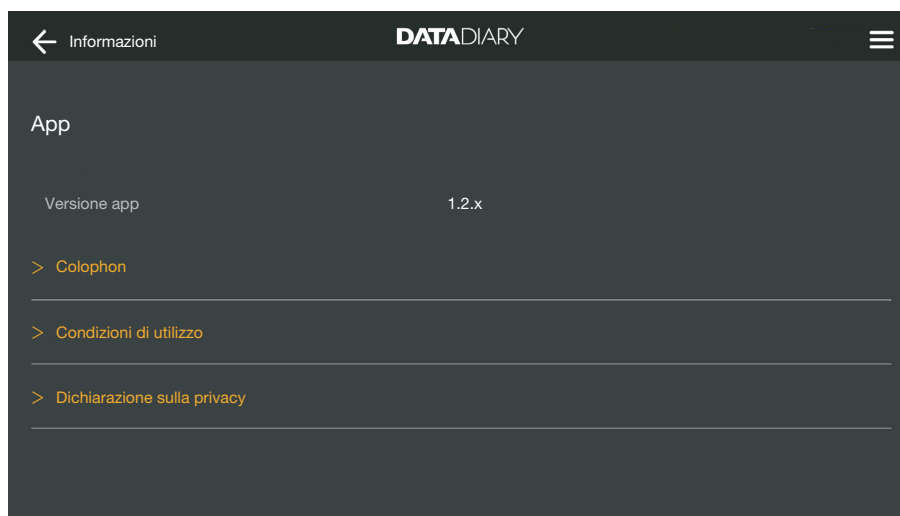 Informazioni
DATADIARY
App
Versione app 1.2.x
> Colophon
> Condizioni di utilizzo
> Dichiarazione sulla privacy